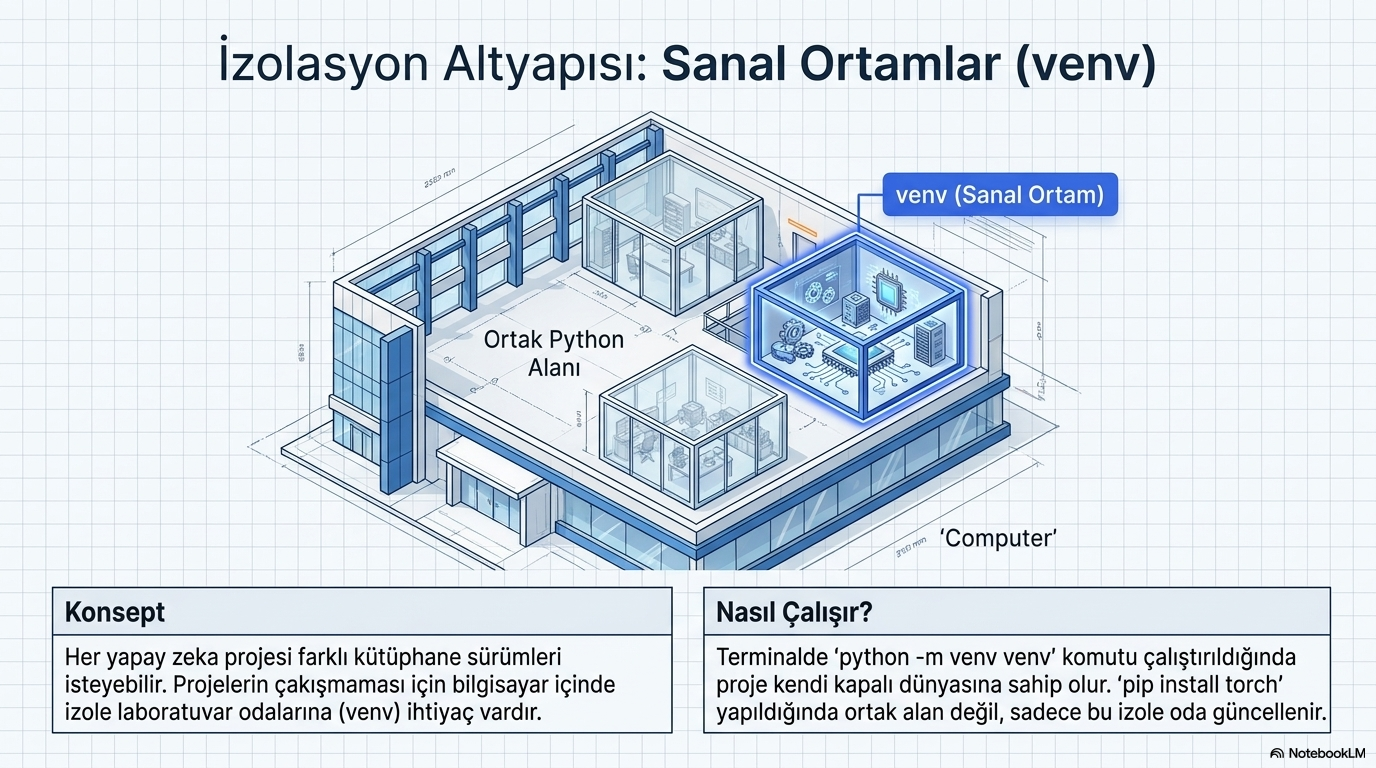 İzolasyon Altyapısı: Sanal Ortamlar (venv)
venv (Sanal Ortam)
Ortak Python
Alanı
‘Computer’
Konsept
Her yapay zeka projesi farklı kütüphane sürümleri
isteyebilir. Projelerin çakışmaması için bilgisayar içinde
izole laboratuvar odalarına (venv) ihtiyaç vardır.
Nasıl Çalışır?
Terminalde ‘python -m venv venv’ komutu çalıştırıldığında
proje kendi kapalı dünyasına sahip olur. ‘pip install torch’
yapıldığında ortak alan değil, sadece bu izole oda güncellenir.
NotebookLM